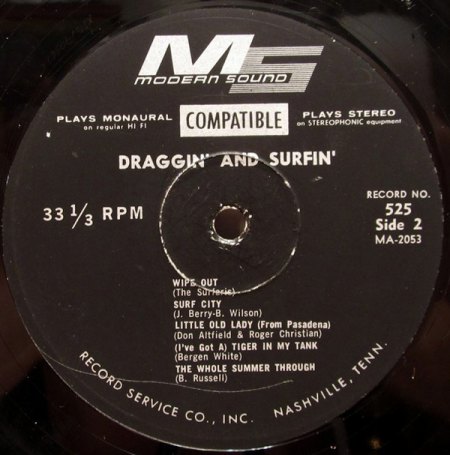 MS
MODERN SOUND
PLAYS MONAURAL
on regular HI FI
COMPATIBLE
PLAYS STEREO
on STEREOPHONIC equipment
DRAGGIN' AND SURFIN'
33 1/3 RPM
RECORD NO.
525
Side 2
MA-2053
WIPE OUT
(The Surfaris)
SURF CITY
(J. Berry-B. Wilson)
LITTLE OLD LADY (From Pasadena)
(Don Altfield & Roger Christian)
(I've Got A) TIGER IN MY TANK
(Bergen White)
THE WHOLE SUMMER THROUGH
(B. Russell)
RECORD SERVICE CO., INC. NASHVILLE, TENN.